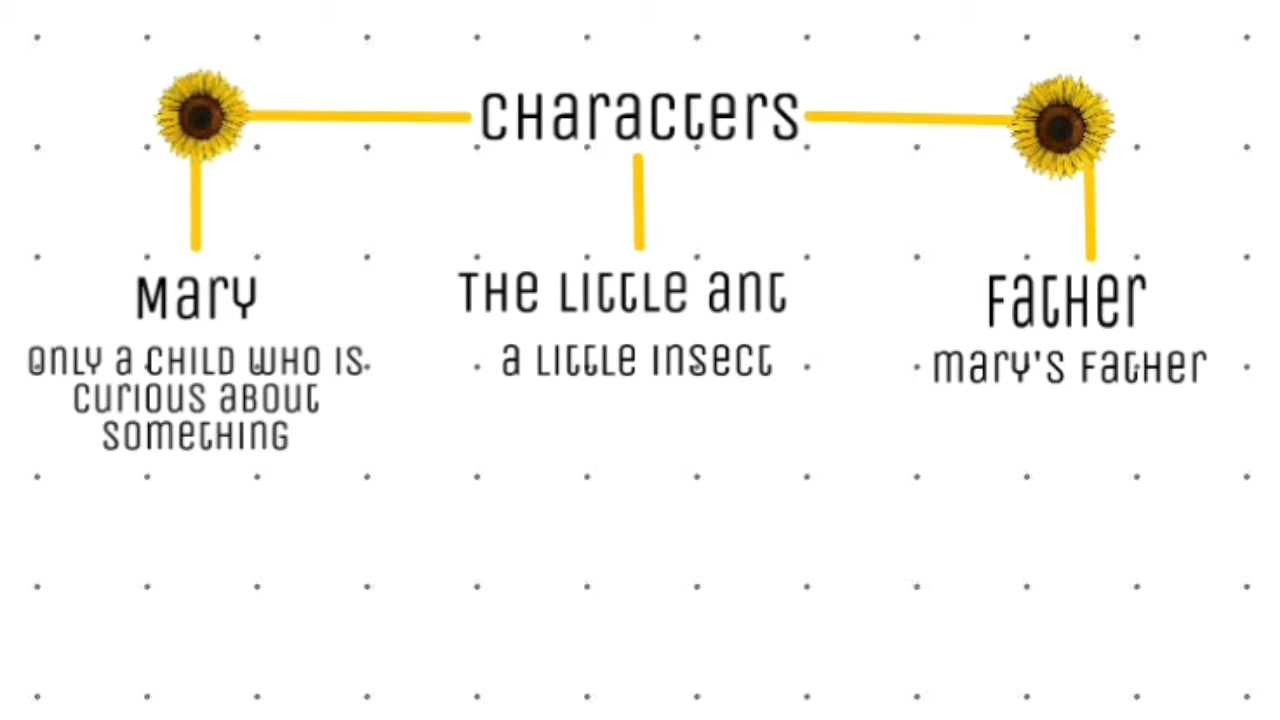 Characters
Mary
The little ant
Father
only a child who is
curious about
something
a little insect
mary's father